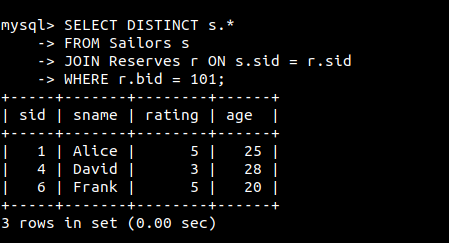 mysql> SELECT DISTINCT s.*
    -> FROM Sailors s
    -> JOIN Reserves r ON s.sid = r.sid
    -> WHERE r.bid = 101;
+-----+-------+--------+------+
| sid | sname | rating | age  |
+-----+-------+--------+------+
|   1 | Alice |      5 |   25 |
|   4 | David |      3 |   28 |
|   6 | Frank |      5 |   20 |
+-----+-------+--------+------+
3 rows in set (0.00 sec)